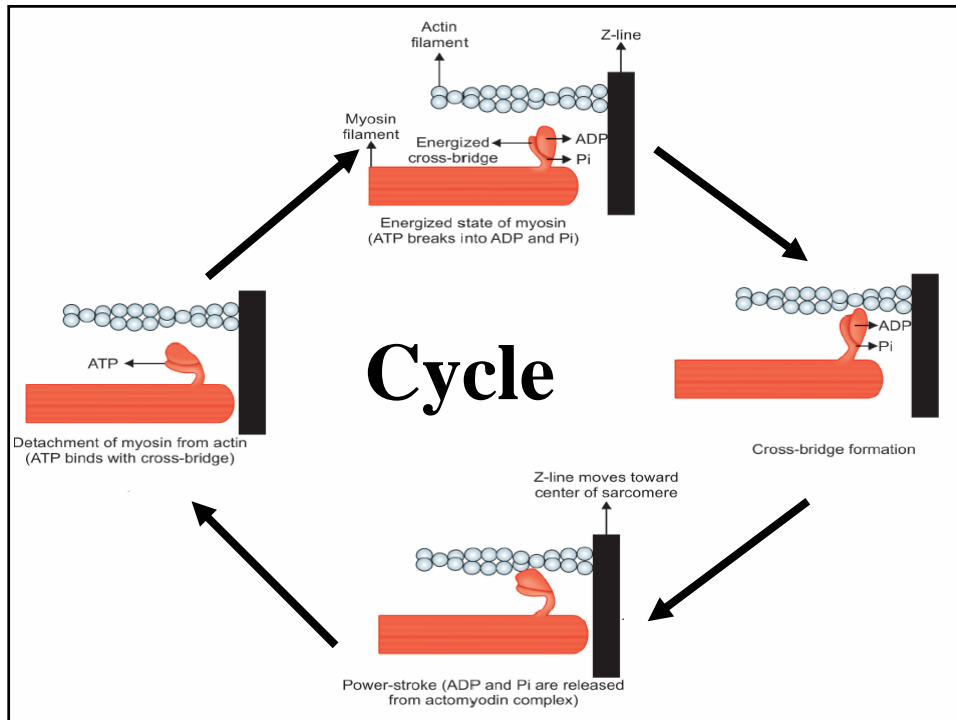 Actin
filament
Z-line
Myosin
filament
Energized
cross-bridge
ADP
Pi
Energized state of myosin
(ATP breaks into ADP and Pi)
ADP
Pi
Cross-bridge formation
Cycle
ATP
Detachment of myosin from actin
(ATP binds with cross-bridge)
Z-line moves toward
center of sarcomere
Power-stroke (ADP and Pi are released
from actomyodin complex)